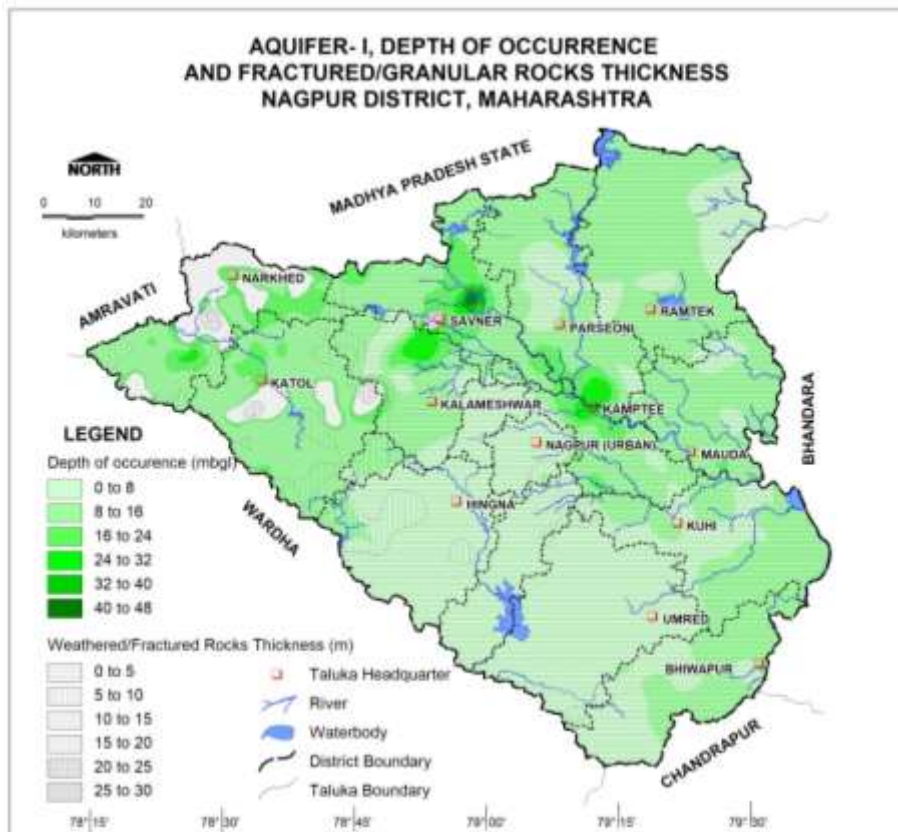 AQUIFER- I, DEPTH OF OCCURRENCE
AND FRACTURED/GRANULAR ROCKS THICKNESS
NAGPUR DISTRICT, MAHARASHTRA
NORTH
0 10 20
kilometers
MADHYA PRADESH STATE
AMRAVATI
NARKHED
SAVNER
PARSEONI
RAMTEK
KATOL
KALAMESHWAR
KAMPTEE
BHANDARA
NAGPUR (URBAN)
MAUDA
WARDHA
HINGNA
KUHI
UMRED
BHIWAPUR
CHANDRAPUR
LEGEND
Depth of occurence (mbgl)
0 to 8
8 to 16
16 to 24
24 to 32
32 to 40
40 to 48
Weathered/Fractured Rocks Thickness (m)
0 to 5
5 to 10
10 to 15
15 to 20
20 to 25
25 to 30
Taluka Headquarter
River
Waterbody
District Boundary
Taluka Boundary
78°15' 78°30' 78°45' 79°00' 79°15' 79°30'